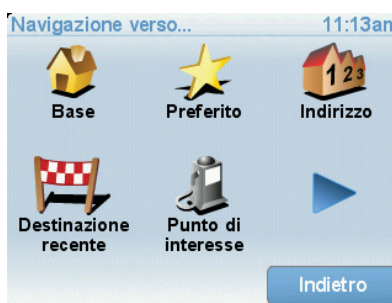 Navigazione verso... 11:13am
Base Preferito Indirizzo
1 2 3
Destinazione recente
Punto di interesse
Indietro